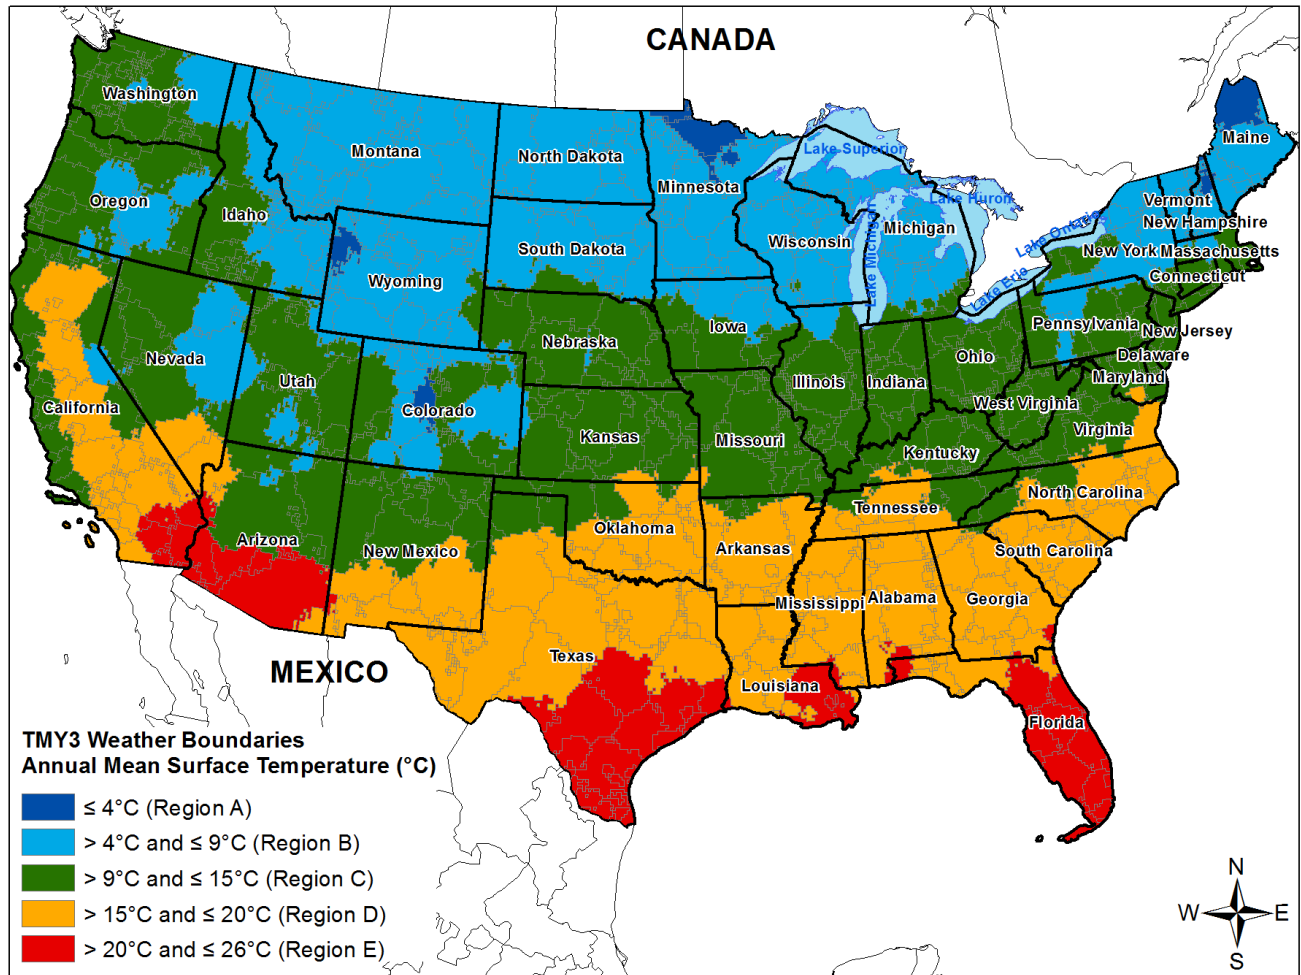 CANADA
Washington
Montana
North Dakota
Minnesota
Lake Superior
Maine
Oregon
Idaho
South Dakota
Wisconsin
Michigan
Lake Huron
Lake Michigan
Vermont
New Hampshire
Lake Ontario
New York
Massachusetts
Connecticut
Lake Erie
Wyoming
Iowa
Nebraska
Pennsylvania
New Jersey
Nevada
Utah
Ohio
Delaware
Maryland
Illinois
Indiana
California
Colorado
West Virginia
Virginia
Kansas
Missouri
Kentucky
North Carolina
Tennessee
Oklahoma
Arkansas
Arizona
New Mexico
South Carolina
Mississippi
Alabama
Georgia
MEXICO
Texas
Louisiana
Florida
TMY3 Weather Boundaries
Annual Mean Surface Temperature (°C)
≤ 4°C (Region A)
> 4°C and ≤ 9°C (Region B)
> 9°C and ≤ 15°C (Region C)
> 15°C and ≤ 20°C (Region D)
> 20°C and ≤ 26°C (Region E)
N
W
E
S